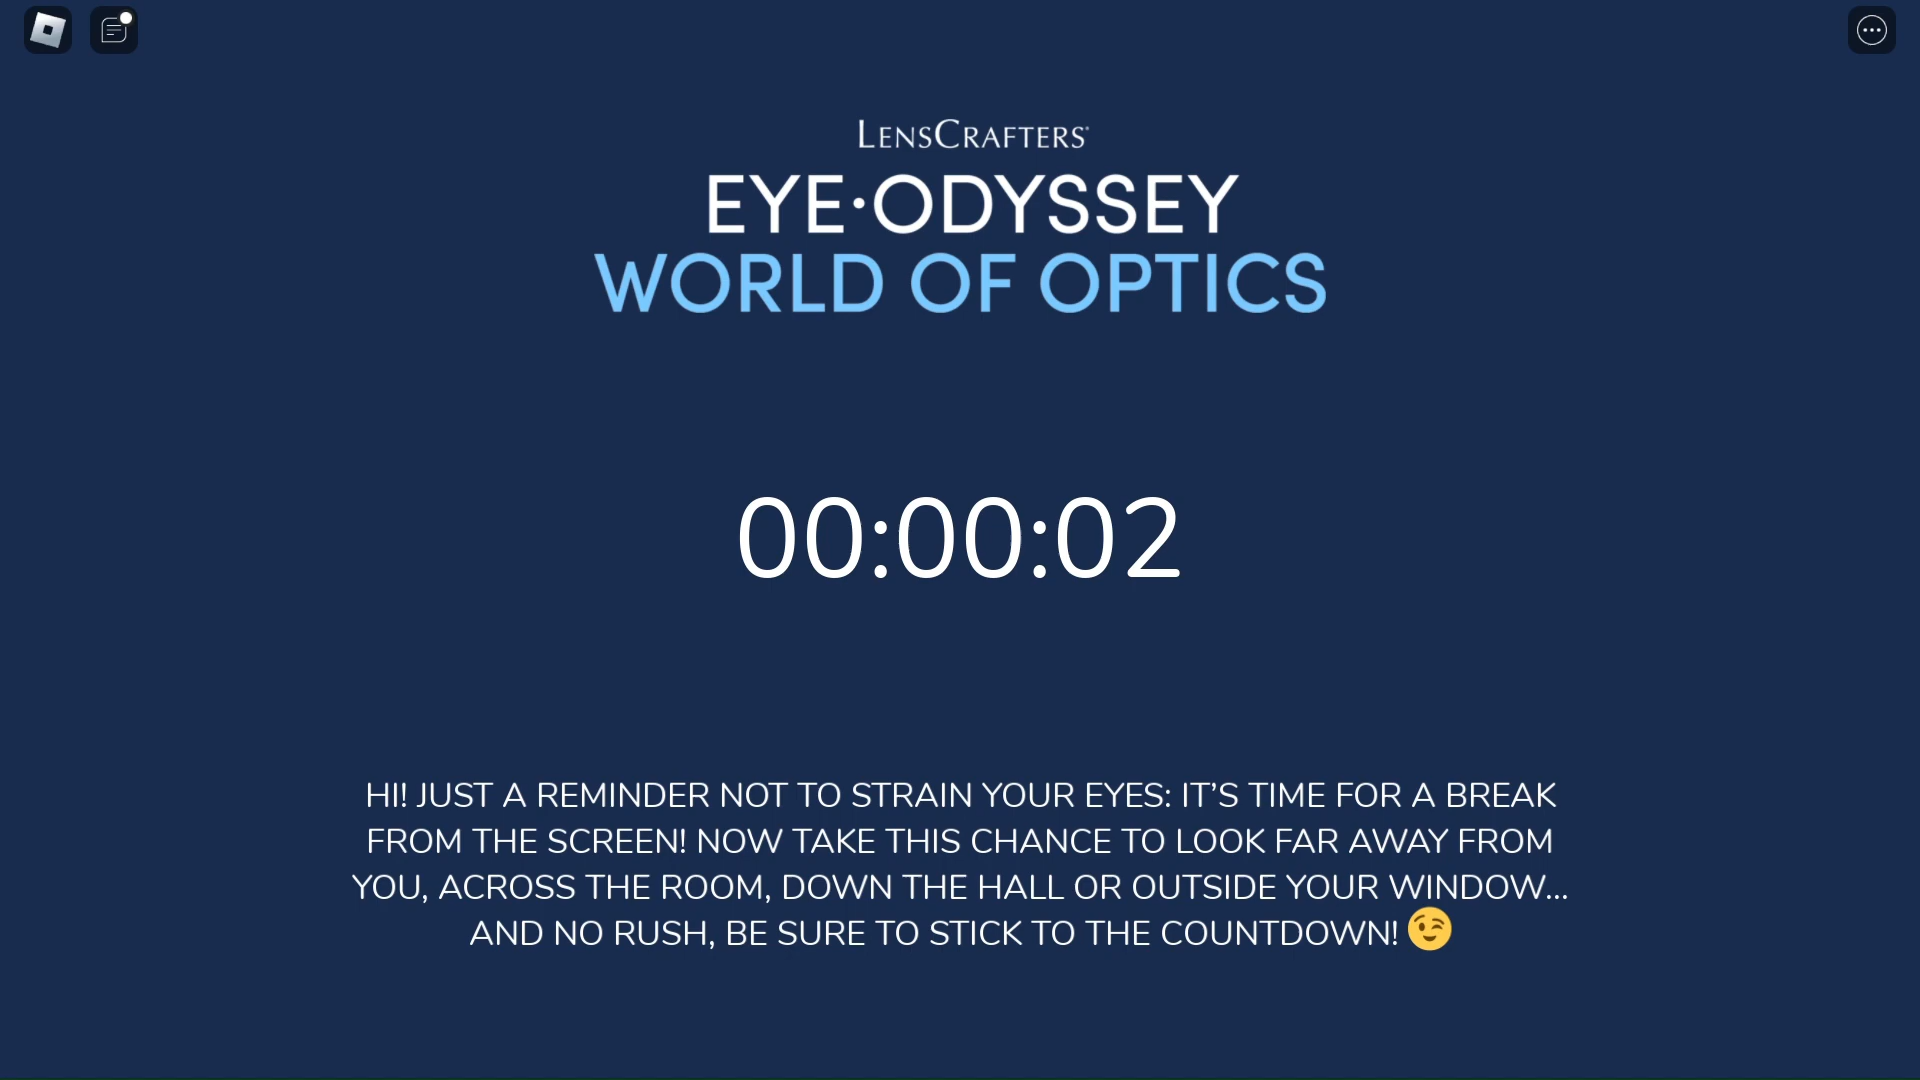 LENSCRAFTERS®
EYE·ODYSSEY
WORLD OF OPTICS
00:00:02
HI! JUST A REMINDER NOT TO STRAIN YOUR EYES: IT’S TIME FOR A BREAK
FROM THE SCREEN! NOW TAKE THIS CHANCE TO LOOK FAR AWAY FROM
YOU, ACROSS THE ROOM, DOWN THE HALL OR OUTSIDE YOUR WINDOW...
AND NO RUSH, BE SURE TO STICK TO THE COUNTDOWN! 😉